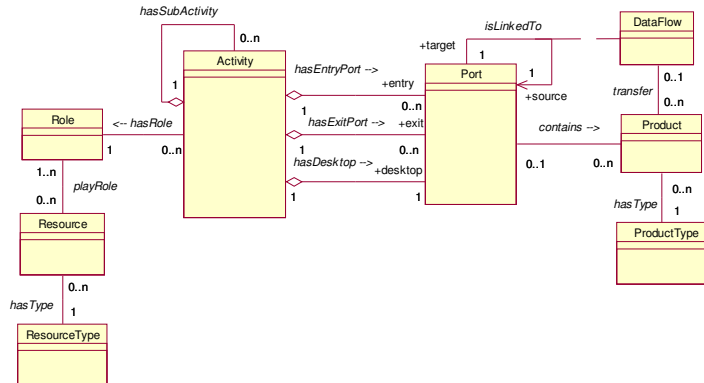 hasSubActivity
isLinkedTo
DataFlow
0..n
+target
Activity
1
0..1
hasEntryPort -->
Port
1
1
transfer
+entry
+source
0..n
Product
Role
<-- hasRole
1
0..n
hasExitPort -->
+exit
contains -->
1
0..n
1
0..n
0..1
0..n
hasDesktop -->
1..n
+desktop
0..n
playRole
1
1
hasType
0..n
1
Resource
ProductType
0..n
hasType
1
ResourceType